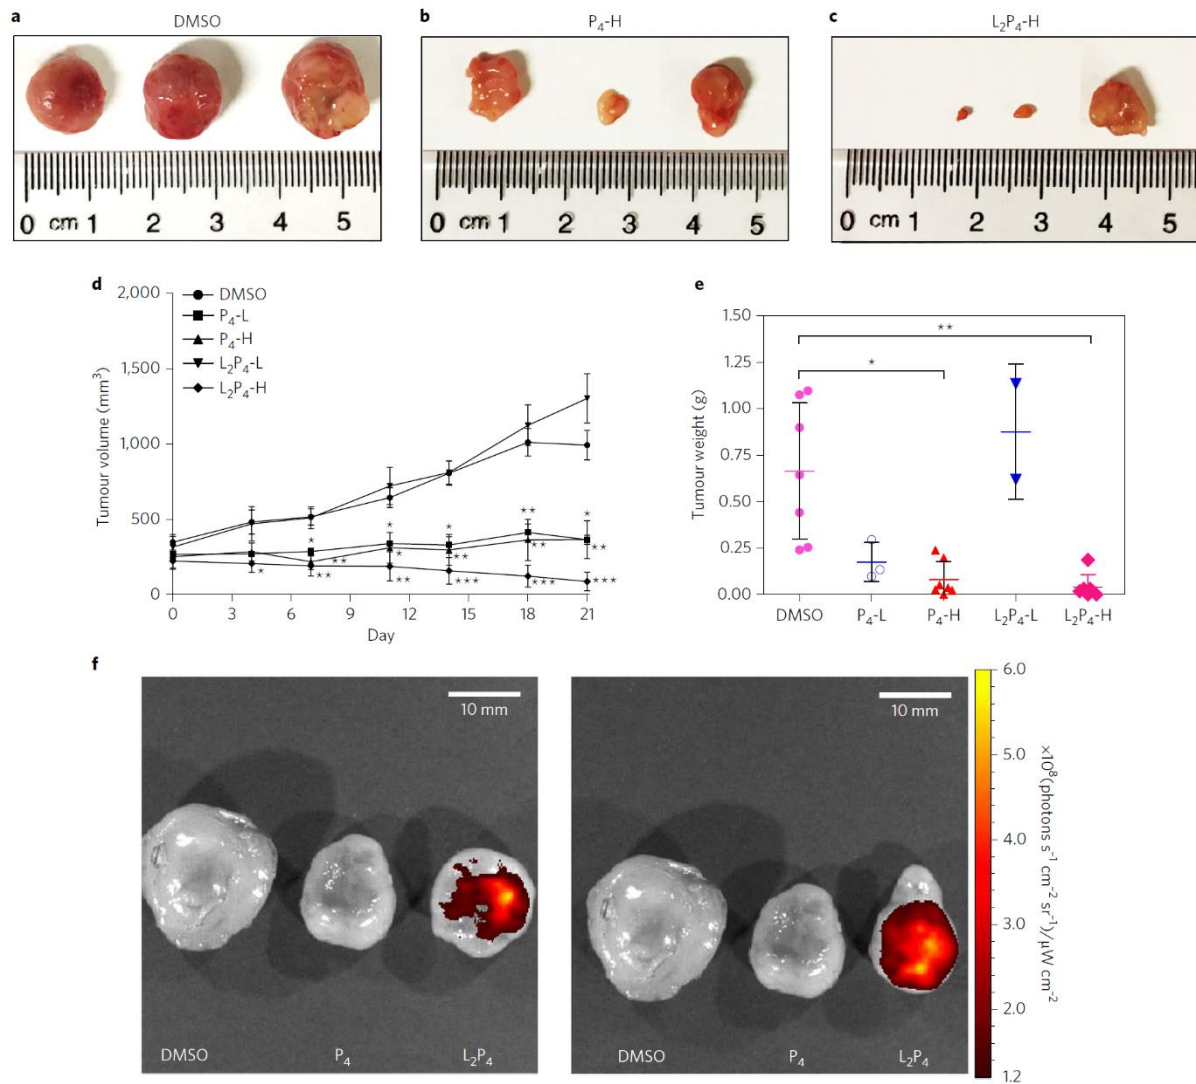 a DMSO
b P₄-H
c L₂P₄-H
0 cm 1 2 3 4 5
0 cm 1 2 3 4 5
0 cm 1 2 3 4 5
d
2,000
1,500
1,000
500
0
Tumour volume (mm³)
DMSO
P₄-L
P₄-H
L₂P₄-L
L₂P₄-H
* ** * * * ** ** * ** *** ** *** * ** ***
0 3 6 9 12 15 18 21
Day
e
1.50
1.25
1.00
0.75
0.50
0.25
0.00
Tumour weight (g)
**
*
DMSO P₄-L P₄-H L₂P₄-L L₂P₄-H
f
10 mm
DMSO P₄ L₂P₄
10 mm
DMSO P₄ L₂P₄
6.0
5.0
4.0
3.0
2.0
1.2
×10⁸(photons s⁻¹ cm⁻² sr⁻¹)/μW cm⁻²